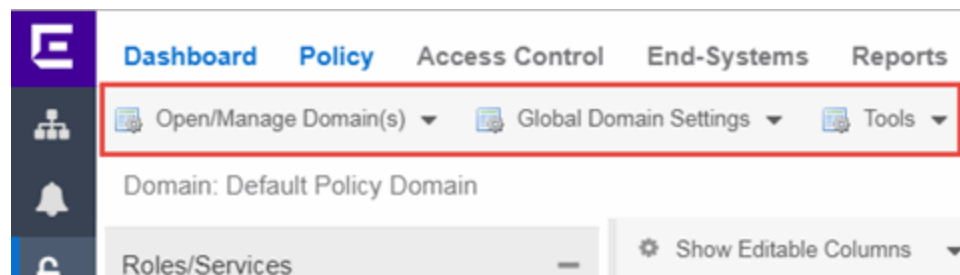 Dashboard Policy Access Control End-Systems Reports
Open/Manage Domain(s) Global Domain Settings Tools
Domain: Default Policy Domain
Roles/Services
Show Editable Columns